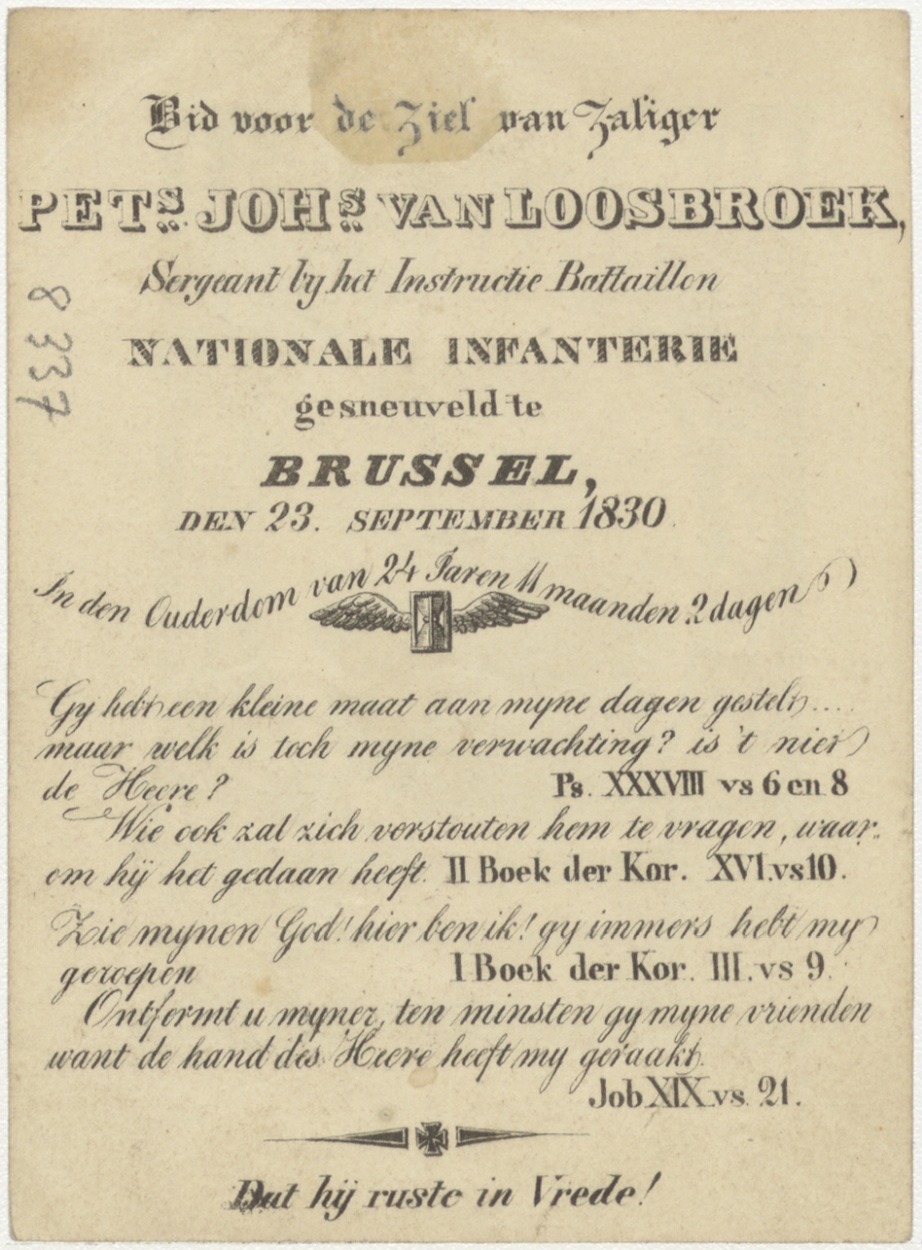 Bid voor de Ziel van Zaliger
PETs. JOHs. VAN LOOSBROEK,
Sergeant by het Instructie Battaillon
NATIONALE INFANTERIE
gesneuveld te
BRUSSEL,
DEN 23. SEPTEMBER 1830.
In den Ouderdom van 24 Jaren 11 maanden 2 dagen
Gy hebt een kleine maat aan myne dagen gestelt....
maar welk is toch myne verwachting? is 't niet
de Heere? Ps. XXXVIII vs 6 en 8
Wie ook zal zich verstouten hem te vragen, waar-
om hij het gedaan heeft. II Boek der Kor. XVI. vs 10.
Zie mynen God! hier ben ik! gy immers hebt my
geroepen I Boek der Kor. III. vs 9.
Ontfermt u myner, ten minsten gy myne vrienden
want de hand des Heere heeft my geraakt.
Job XIX vs. 21.
Dat hij ruste in Vrede!
8337